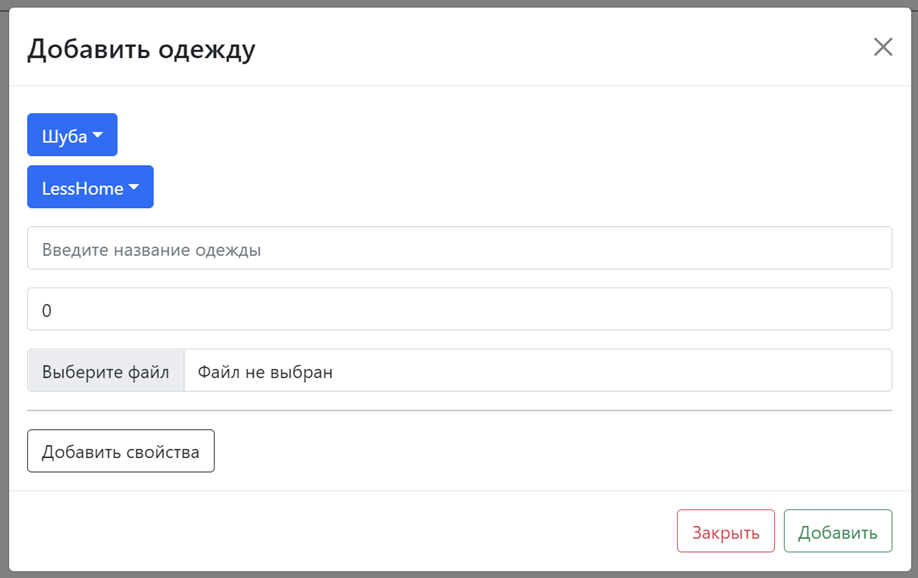 Добавить одежду
Шуба
LessHome
Введите название одежды
0
Выберите файл Файл не выбран
Добавить свойства
Закрыть Добавить